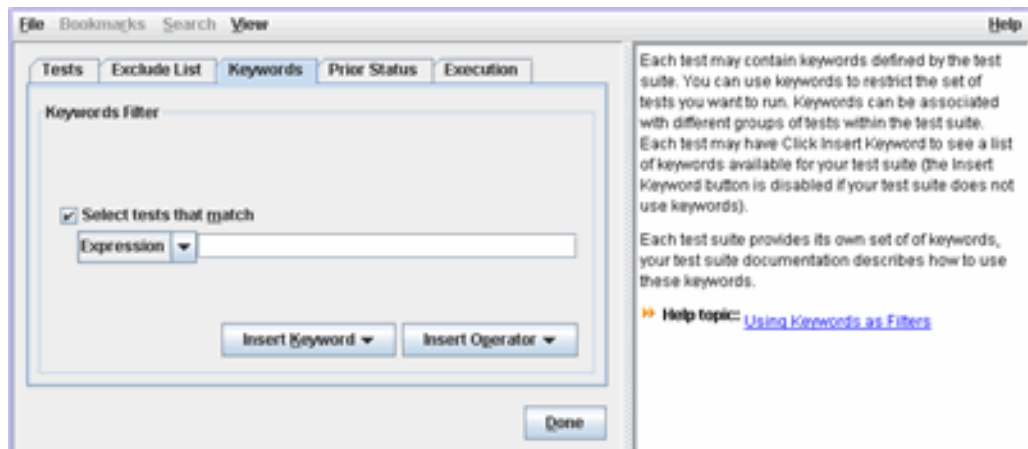 File Bookmarks Search View Help
Tests Exclude List Keywords Prior Status Execution
Keywords Filter
Select tests that match
Expression
Insert Keyword Insert Operator
Done
Each test may contain keywords defined by the test
suite. You can use keywords to restrict the set of
tests you want to run. Keywords can be associated
with different groups of tests within the test suite.
Each test may have Click Insert Keyword to see a list
of keywords available for your test suite (the Insert
Keyword button is disabled if your test suite does not
use keywords).
Each test suite provides its own set of of keywords,
your test suite documentation describes how to use
these keywords.
Help topic: Using Keywords as Filters